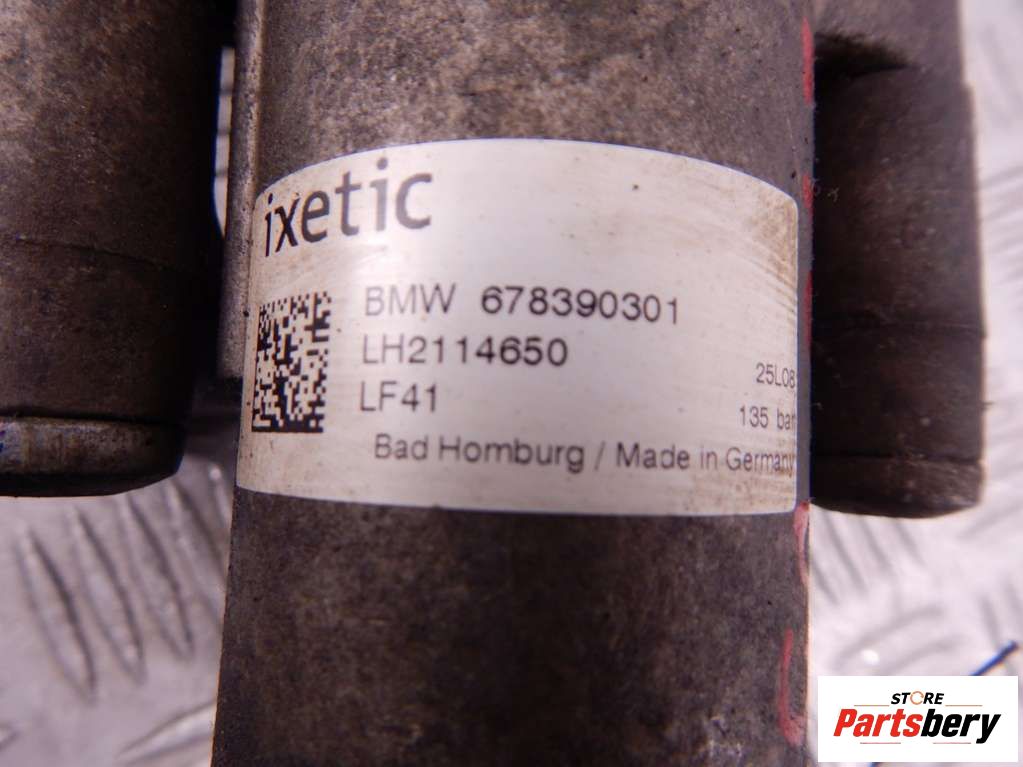 ixetic
BMW 678390301
LH2114650
25L08
LF41
135 bar
Bad Homburg / Made in Germany
STORE
Partsbery